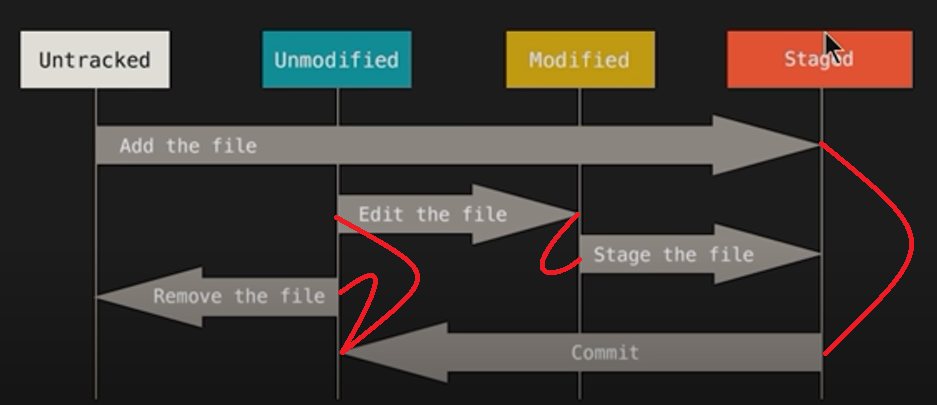 Untracked
Unmodified
Modified
Staged
Add the file
Edit the file
Stage the file
Remove the file
Commit